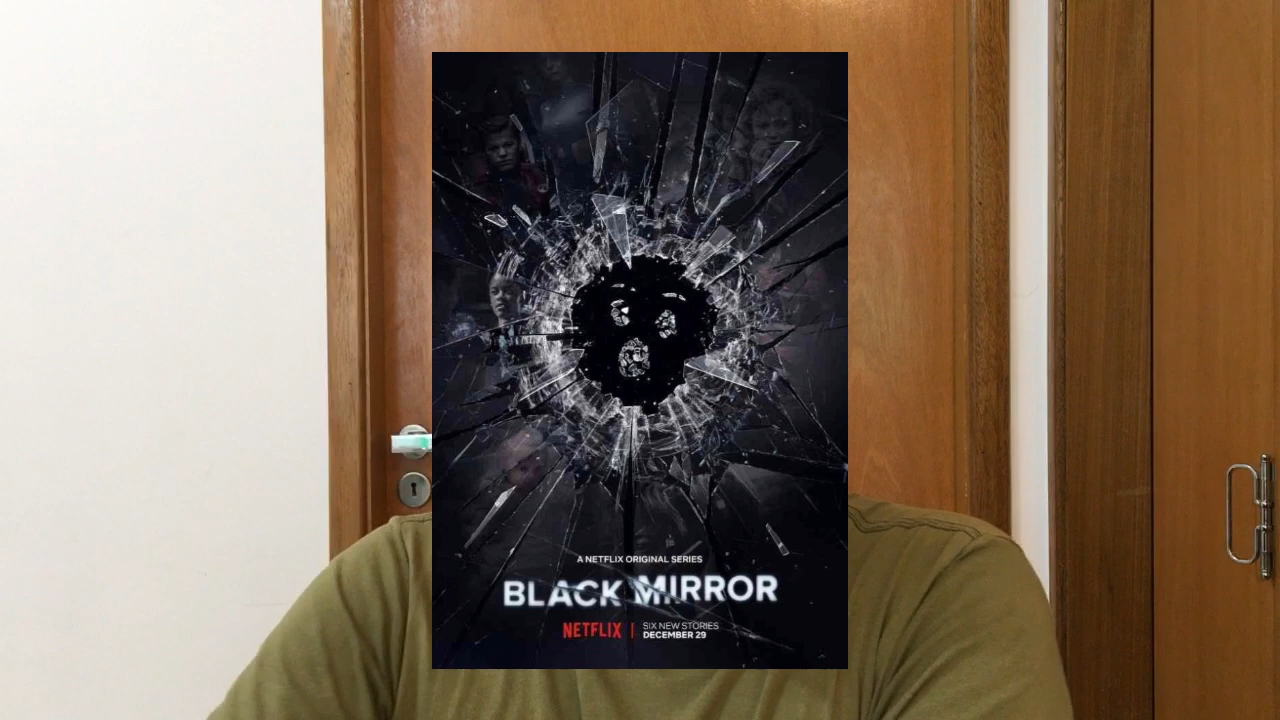 A NETFLIX ORIGINAL SERIES
BLACK MIRROR
NETFLIX | SIX NEW STORIES
DECEMBER 29